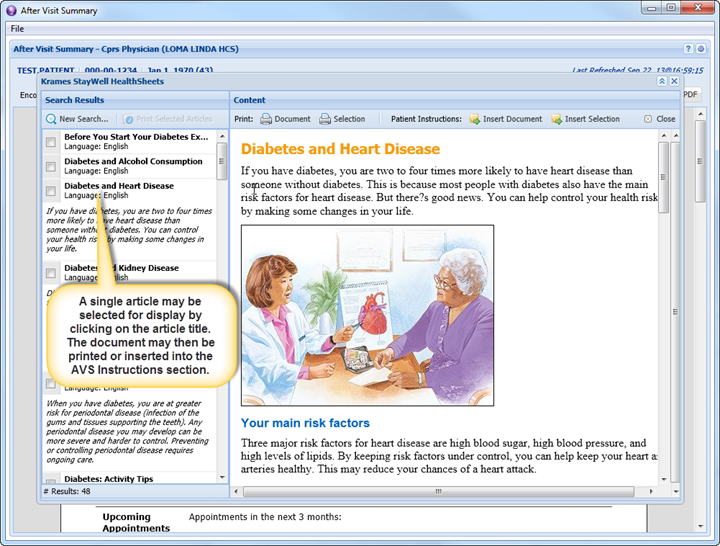 After Visit Summary
File
After Visit Summary - Cprs Physician (LOMA LINDA HCS)
TEST,PATIENT 000-00-1234 Jan 1, 1970 (43) Last Refreshed Sep 22, 13@16:59:15
Enco
PDF
Krames StayWell HealthSheets
Search Results
New Search... Print Selected Articles
Before You Start Your Diabetes Ex...
Language: English
Diabetes and Alcohol Consumption
Language: English
Diabetes and Heart Disease
Language: English
If you have diabetes, you are two to four times
more likely to have heart disease than
someone without diabetes. You can control
your health risk by making some changes in
your life.
Diabetes and Kidney Disease
Language: English
A single article may be
selected for display by
clicking on the article title.
The document may then be
printed or inserted into the
AVS Instructions section.
Language: English
When you have diabetes, you are at greater
risk for periodontal disease (infection of the
gums and tissues supporting the teeth). Any
periodontal disease you may develop can be
more severe and harder to control. Preventing
or controlling periodontal disease requires
ongoing care.
Diabetes: Activity Tips
# Results: 48
Content
Print: Document Selection Patient Instructions: Insert Document Insert Selection Close
Diabetes and Heart Disease
If you have diabetes, you are two to four times more likely to have heart disease than
someone without diabetes. This is because most people with diabetes also have the main
risk factors for heart disease. But there?s good news. You can help control your health risk
by making some changes in your life.
Your main risk factors
Three major risk factors for heart disease are high blood sugar, high blood pressure, and
high levels of lipids. By keeping risk factors under control, you can help keep your heart a
arteries healthy. This may reduce your chances of a heart attack.
Upcoming
Appointments
Appointments in the next 3 months: